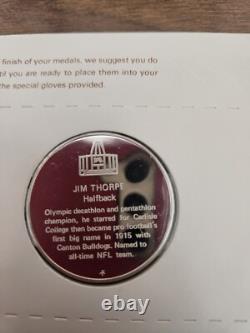 finish of your medals, we suggest you do
til you are ready to place them into your
the special gloves provided.
JIM THORPE
Halfback
Olympic decathlon and pentathlon
champion, he starred for Carlisle
College then became pro football's
first big name in 1915 with
Canton Bulldogs. Named to
all-time NFL team.
ebay